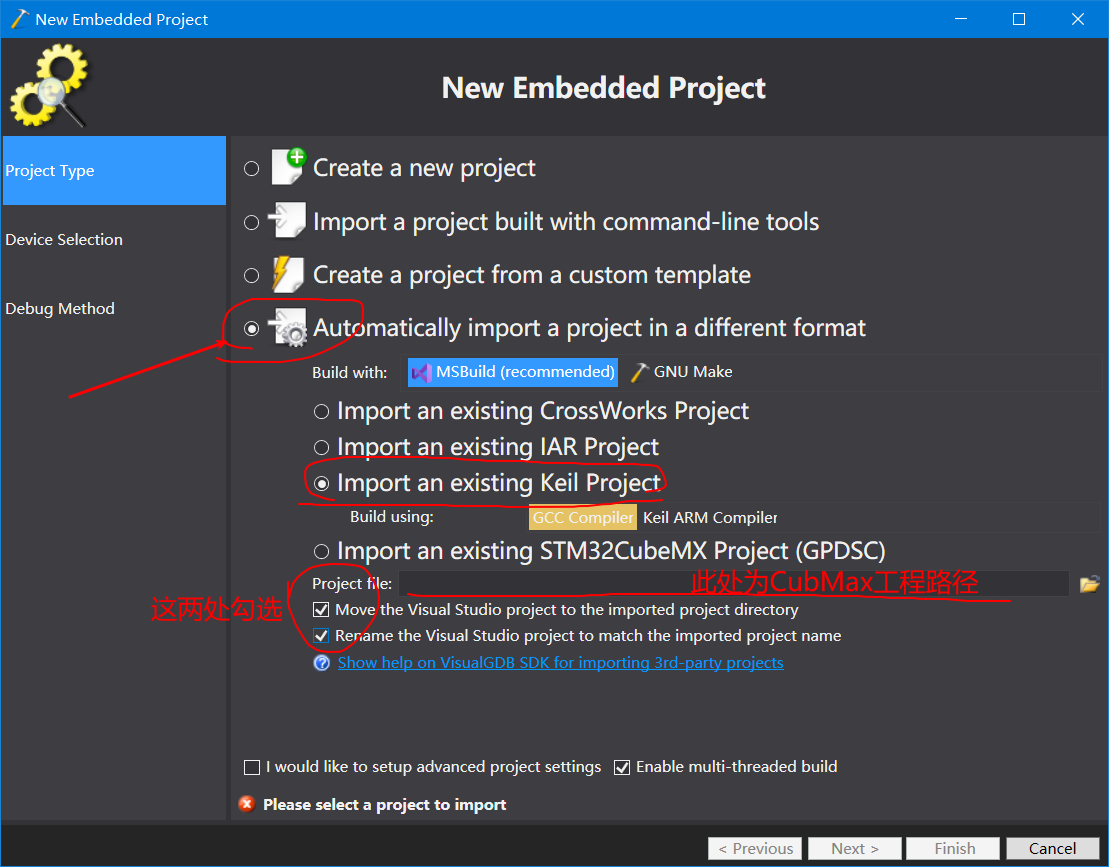 New Embedded Project
New Embedded Project
Project Type
Device Selection
Debug Method
Create a new project
Import a project built with command-line tools
Create a project from a custom template
Automatically import a project in a different format
Build with: MSBuild (recommended) GNU Make
Import an existing CrossWorks Project
Import an existing IAR Project
Import an existing Keil Project
Build using: GCC Compiler Keil ARM Compiler
Import an existing STM32CubeMX Project (GPDSC)
Project file: 此处为CubMax工程路径
这两处勾选
Move the Visual Studio project to the imported project directory
Rename the Visual Studio project to match the imported project name
Show help on VisualGDB SDK for importing 3rd-party projects
I would like to setup advanced project settings Enable multi-threaded build
Please select a project to import
< Previous Next > Finish Cancel